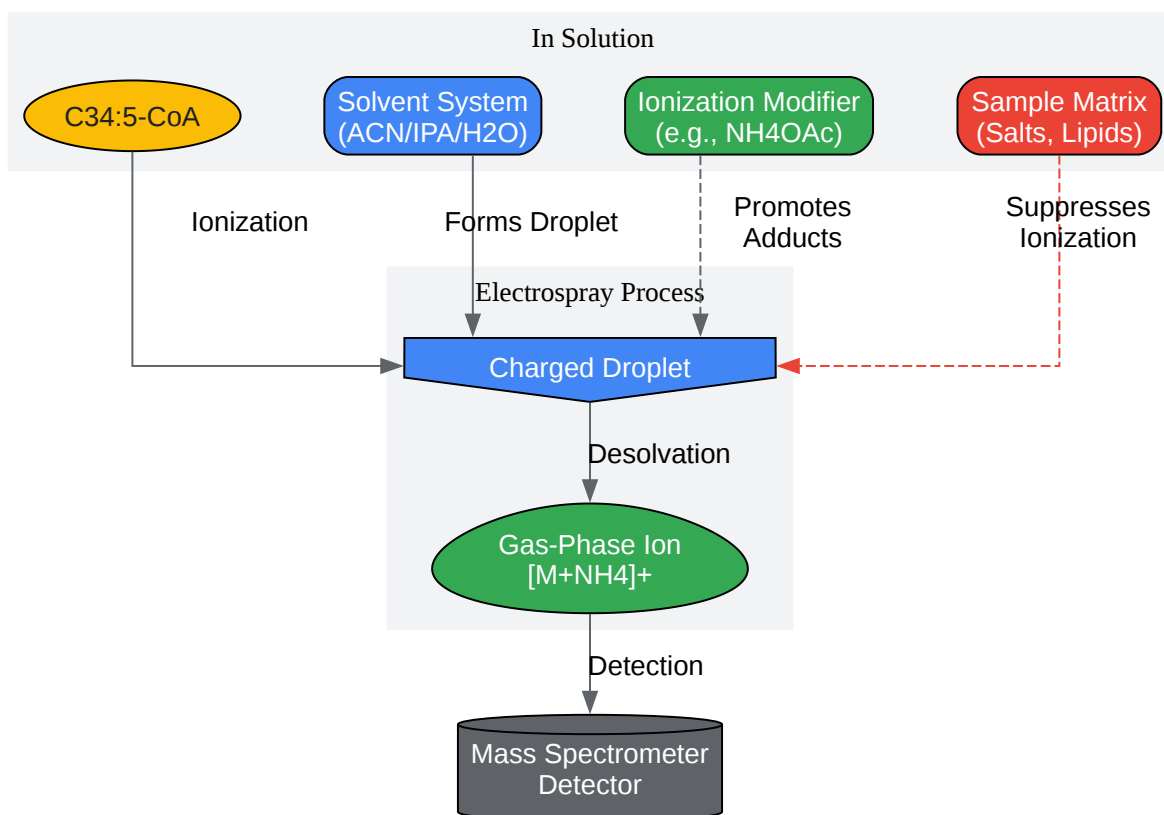 In Solution
C34:5-CoA
Solvent System
(ACN/IPA/H2O)
Ionization Modifier
(e.g., NH4OAc)
Sample Matrix
(Salts, Lipids)
Ionization
Forms Droplet
Promotes
Adducts
Suppresses
Ionization
Electrospray Process
Charged Droplet
Desolvation
Gas-Phase Ion
[M+NH4]+
Detection
Mass Spectrometer
Detector